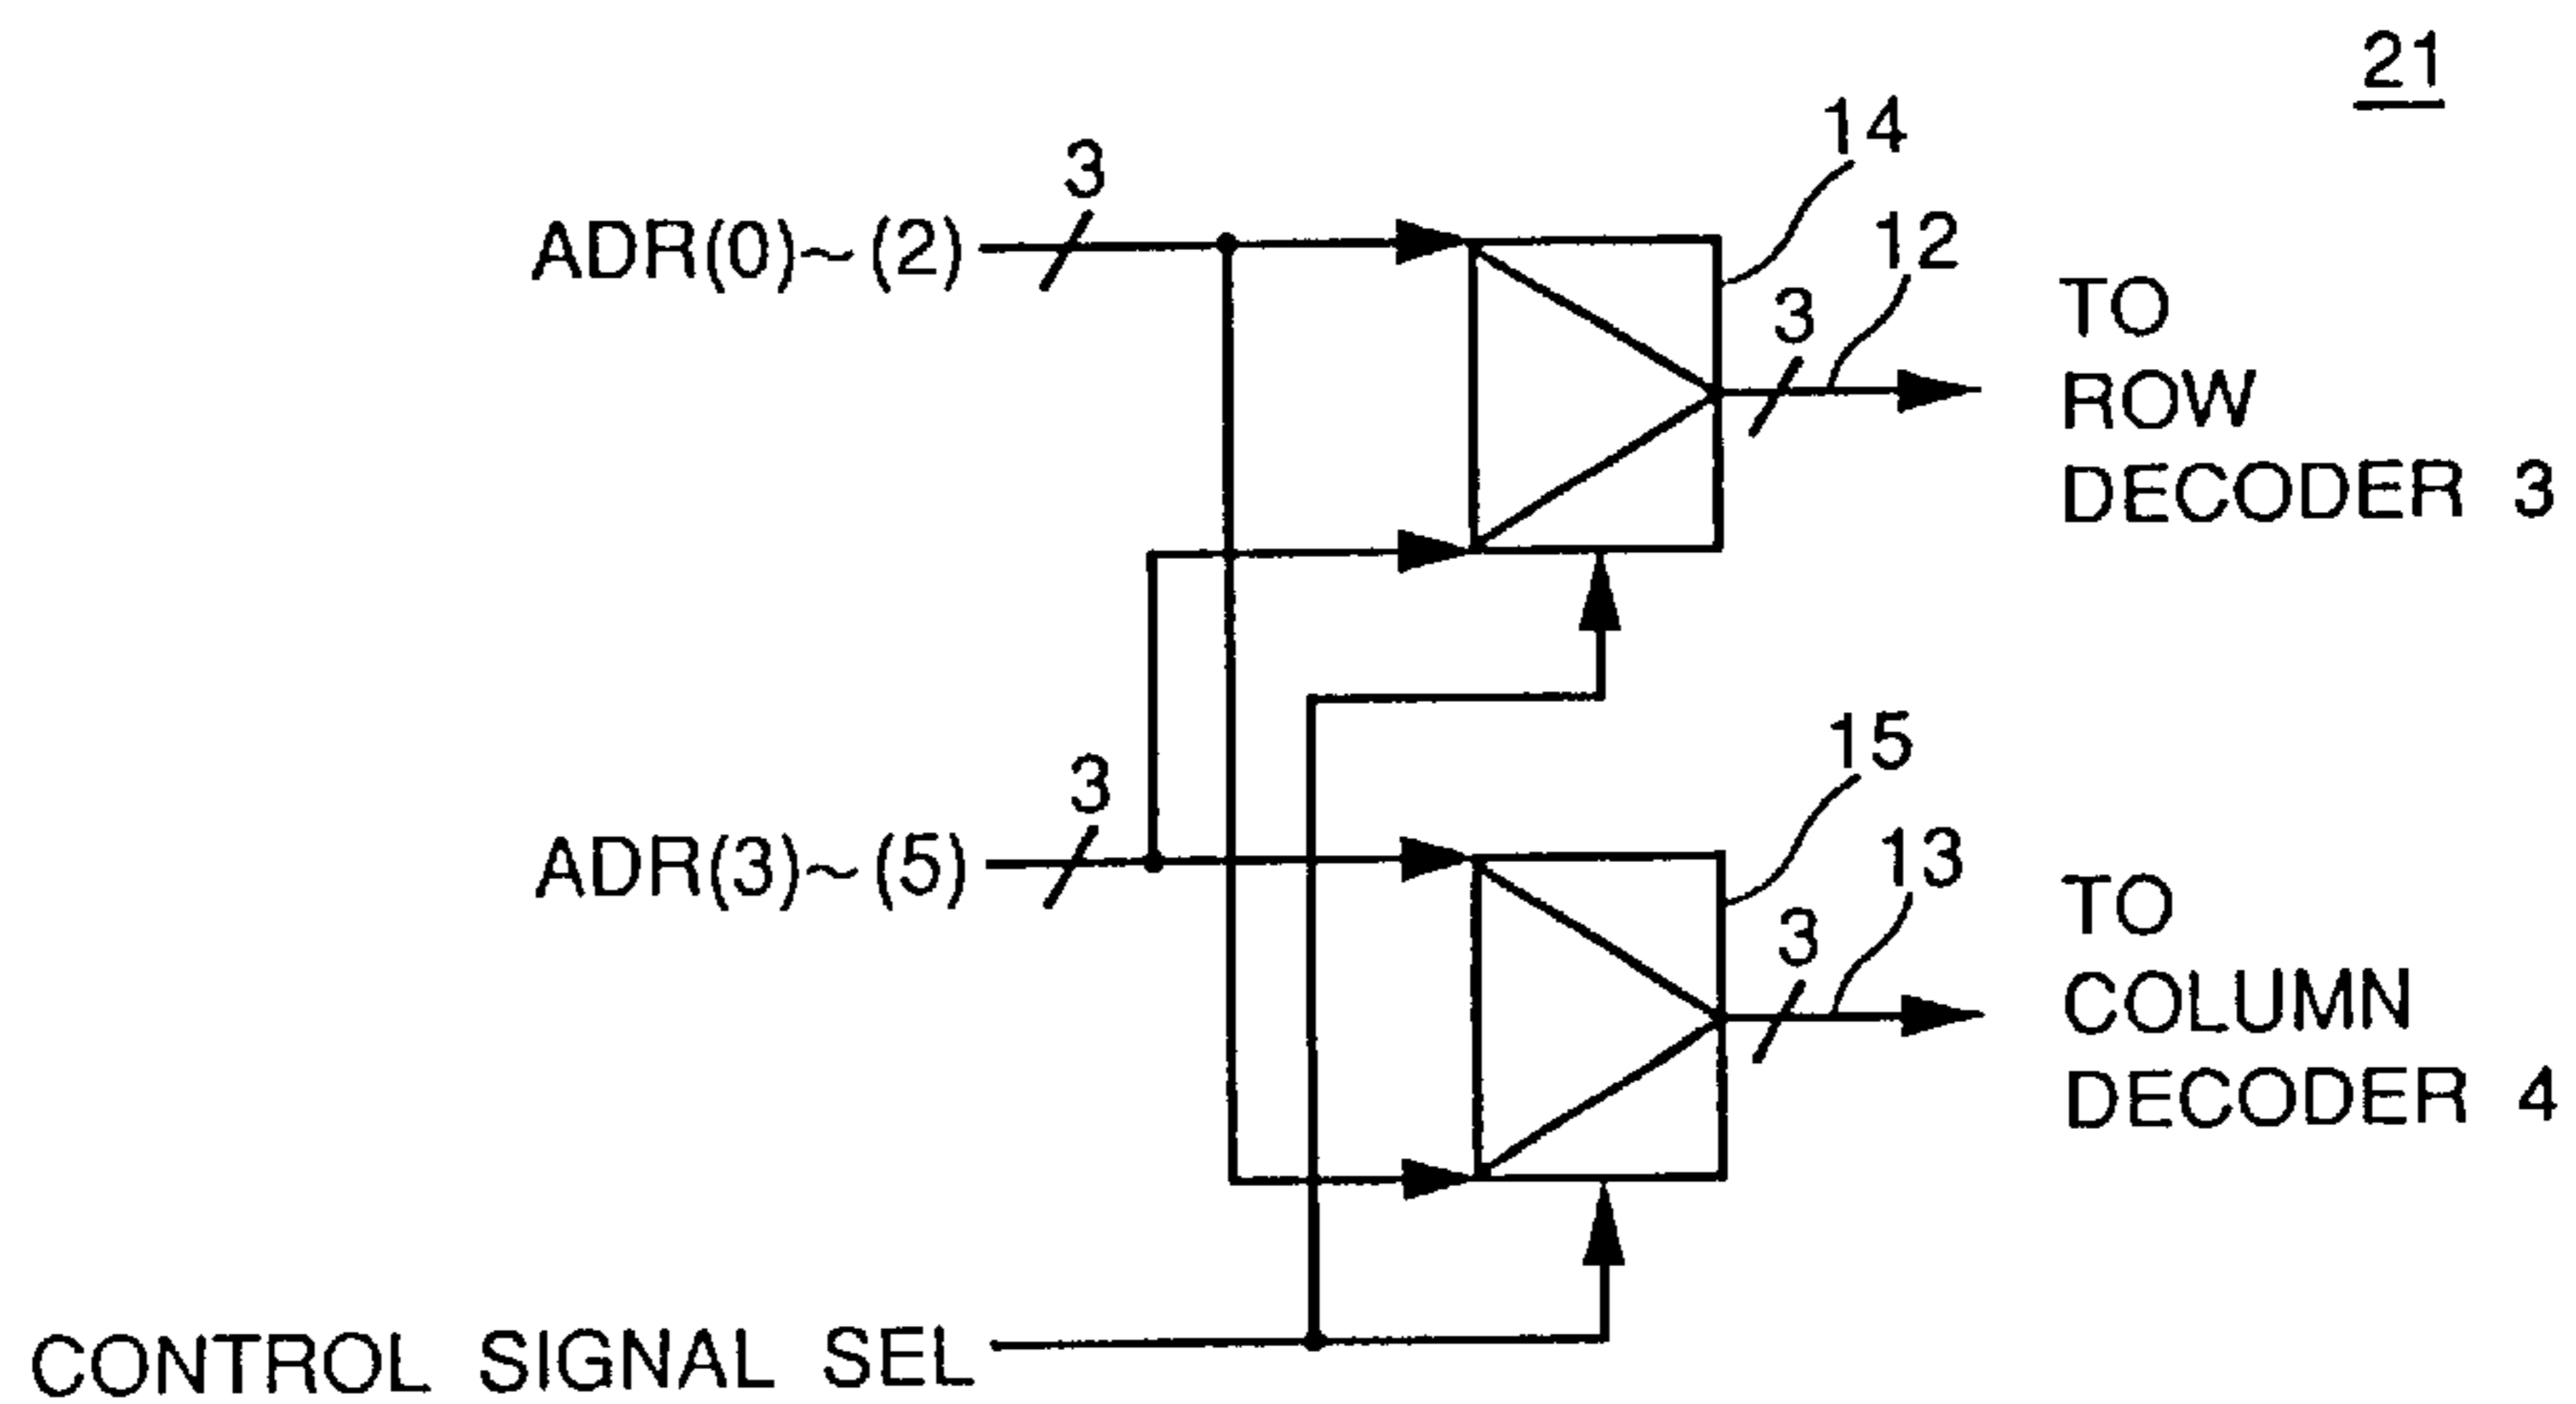 21
14
3
12
ADR(0)~(2)
3
TO
ROW
DECODER 3
15
3
13
ADR(3)~(5)
3
TO
COLUMN
DECODER 4
CONTROL SIGNAL SEL